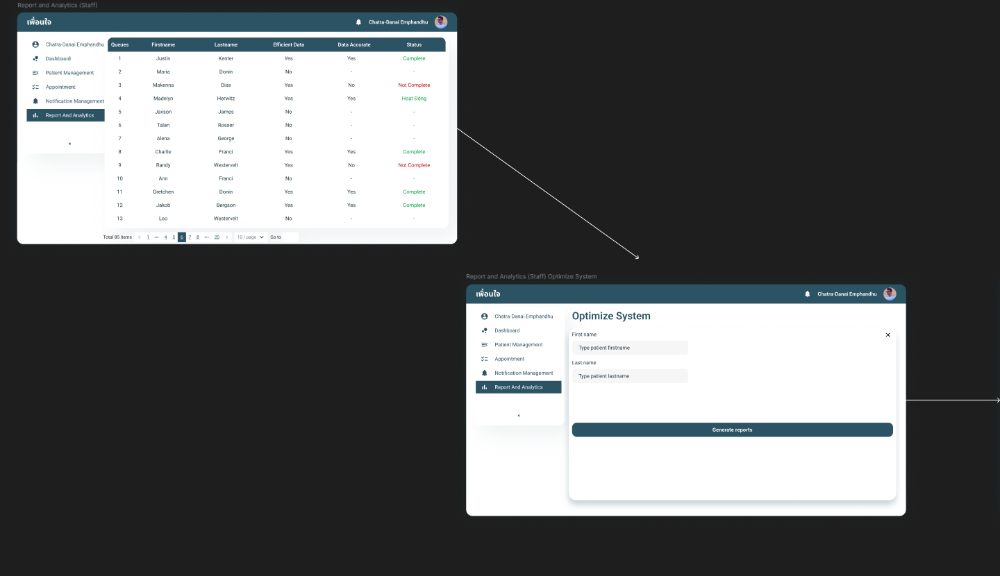 Report and Analytics (Staff)
เพื่อนใจ
Chatra-Danai Emphandhu
Chatra-Danai Emphandhu
Dashboard
Patient Management
Appointment
Notification Management
Report And Analytics
Queues Firstname Lastname Efficient Data Data Accurate Status
1 Justin Kenter Yes Yes Complete
2 Maria Donin No - -
3 Makenna Dias Yes No Not Complete
4 Madelyn Herwitz Yes Yes Hoạt Động
5 Jaxson James No - -
6 Talan Rosser No - -
7 Alena George No - -
8 Charlie Franci Yes Yes Complete
9 Randy Westervelt Yes No Not Complete
10 Ann Franci No - -
11 Gretchen Donin Yes Yes Complete
12 Jakob Bergson Yes Yes Complete
13 Leo Westervelt No - -
Total 85 items < 1 ••• 4 5 6 7 8 ••• 20 > 10 / page Go to
Report and Analytics (Staff) Optimize System
เพื่อนใจ
Chatra-Danai Emphandhu
Chatra-Danai Emphandhu
Dashboard
Patient Management
Appointment
Notification Management
Report And Analytics
Optimize System
First name
Type patient firstname
Last name
Type patient lastname
Generate reports